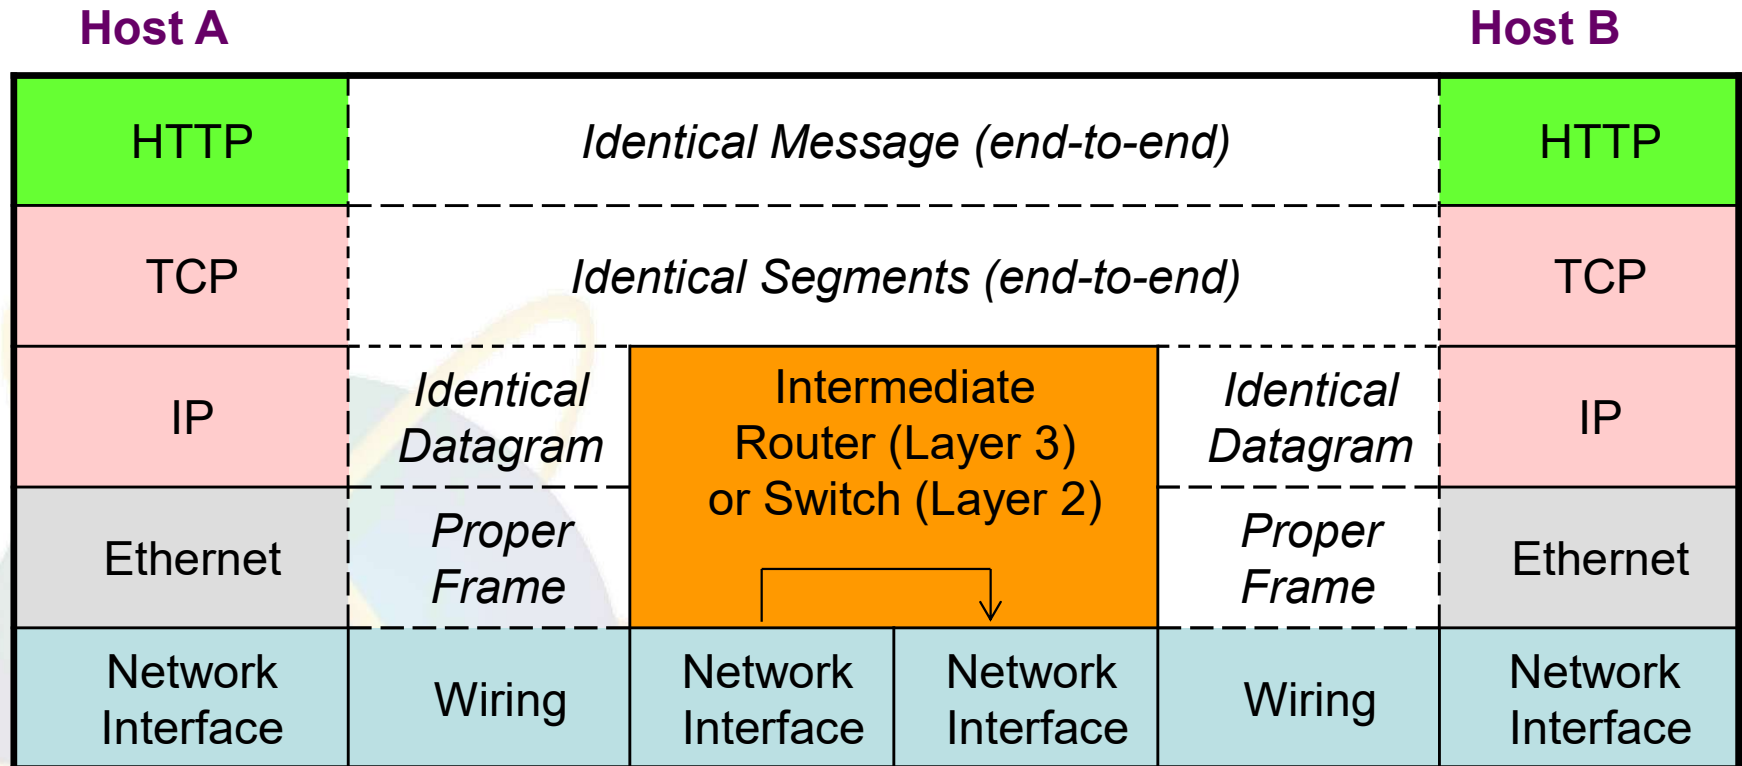 Host A
Host B
HTTP
Identical Message (end-to-end)
HTTP
TCP
Identical Segments (end-to-end)
TCP
IP
Identical
Datagram
Intermediate
Router (Layer 3)
or Switch (Layer 2)
Identical
Datagram
IP
Ethernet
Proper
Frame
Proper
Frame
Ethernet
Network
Interface
Wiring
Network
Interface
Network
Interface
Wiring
Network
Interface